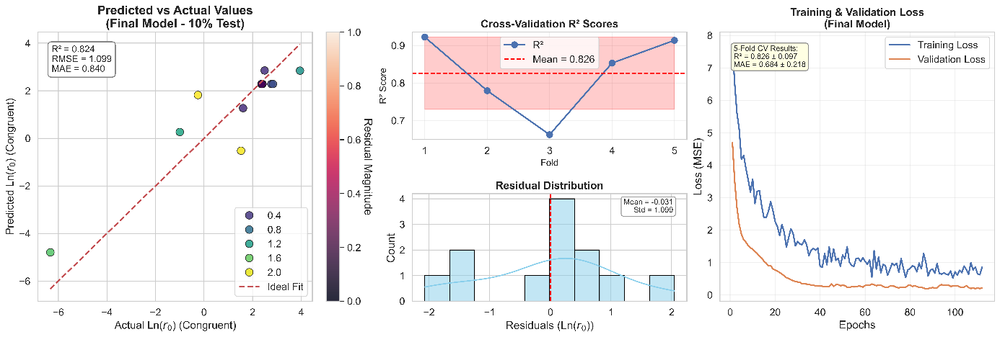 Predicted vs Actual Values
(Final Model - 10% Test)
R² = 0.824
RMSE = 1.099
MAE = 0.840
4
2
0
−2
−4
−6
Predicted Ln(r₀) (Congruent)
−6
−4
−2
0
2
4
Actual Ln(r₀) (Congruent)
0.4
0.8
1.2
1.6
2.0
Ideal Fit
1.0
0.8
0.6
0.4
0.2
0.0
Residual Magnitude
Cross-Validation R² Scores
R²
Mean = 0.826
0.9
0.8
0.7
R² Score
1
2
3
4
5
Fold
Residual Distribution
Mean = -0.031
Std = 1.099
4
3
2
1
0
Count
−2
−1
0
1
2
Residuals (Ln(r₀))
Training & Validation Loss
(Final Model)
5-Fold CV Results:
R² = 0.826 ± 0.097
MAE = 0.684 ± 0.218
Training Loss
Validation Loss
8
7
6
5
4
3
2
1
0
Loss (MSE)
0
20
40
60
80
100
Epochs